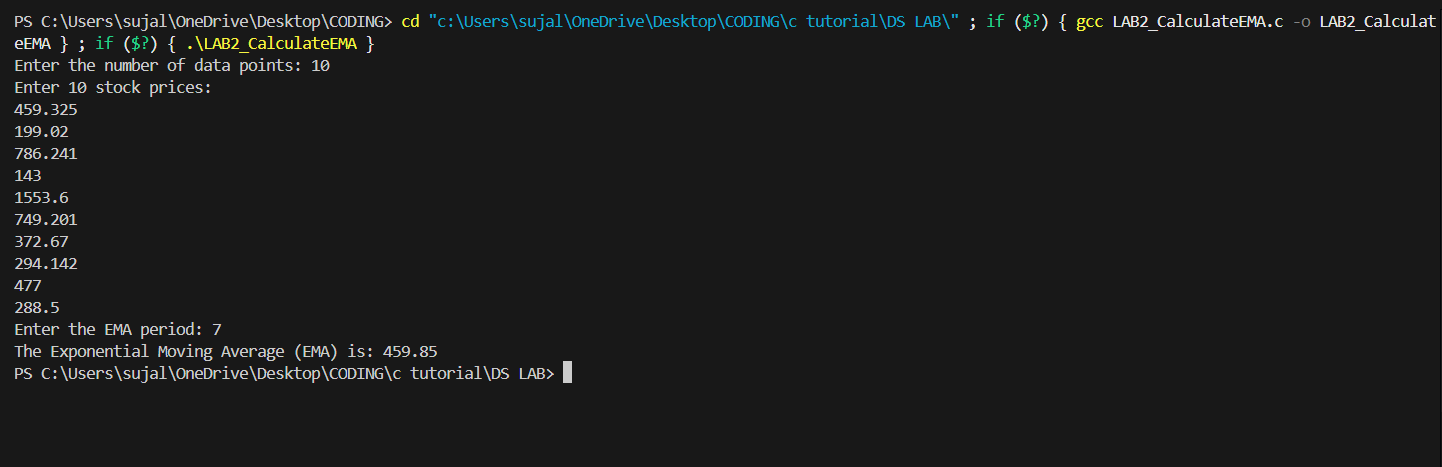 PS C:\Users\sujal\OneDrive\Desktop\CODING> cd "c:\Users\sujal\OneDrive\Desktop\CODING\c tutorial\DS LAB\" ; if ($?) { gcc LAB2_CalculateEMA.c -o LAB2_Calculat
eEMA } ; if ($?) { .\LAB2_CalculateEMA }
Enter the number of data points: 10
Enter 10 stock prices:
459.325
199.02
786.241
143
1553.6
749.201
372.67
294.142
477
288.5
Enter the EMA period: 7
The Exponential Moving Average (EMA) is: 459.85
PS C:\Users\sujal\OneDrive\Desktop\CODING\c tutorial\DS LAB>